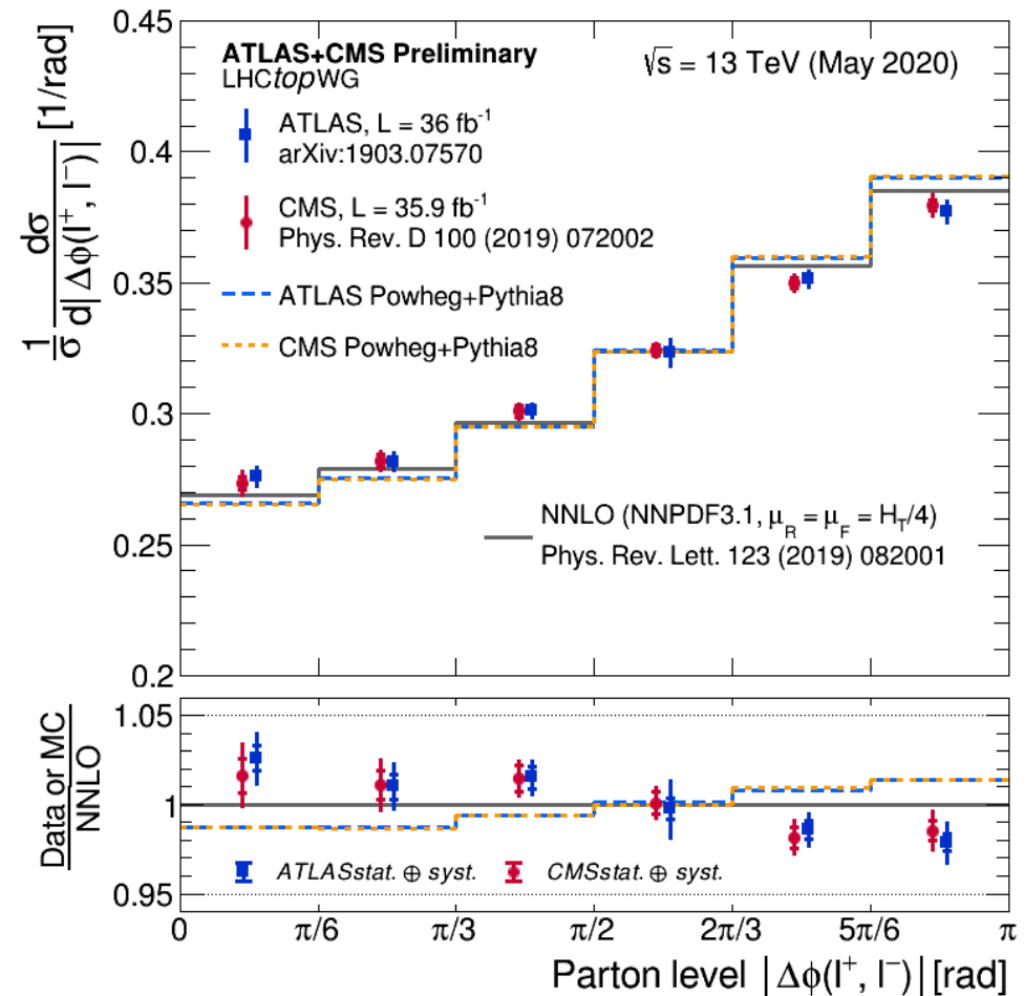 ATLAS+CMS Preliminary
LHCtopWG
√s = 13 TeV (May 2020)
ATLAS, L = 36 fb⁻¹
arXiv:1903.07570
CMS, L = 35.9 fb⁻¹
Phys. Rev. D 100 (2019) 072002
ATLAS Powheg+Pythia8
CMS Powheg+Pythia8
NNLO (NNPDF3.1, μ_R = μ_F = H_T/4)
Phys. Rev. Lett. 123 (2019) 082001
1/σ dσ/d|Δϕ(l⁺, l⁻)| [1/rad]
0.45
0.4
0.35
0.3
0.25
0.2
Data or MC
NNLO
1.05
1
0.95
ATLASstat. ⊕ syst.
CMSstat. ⊕ syst.
0 π/6 π/3 π/2 2π/3 5π/6 π
Parton level |Δϕ(l⁺, l⁻)| [rad]